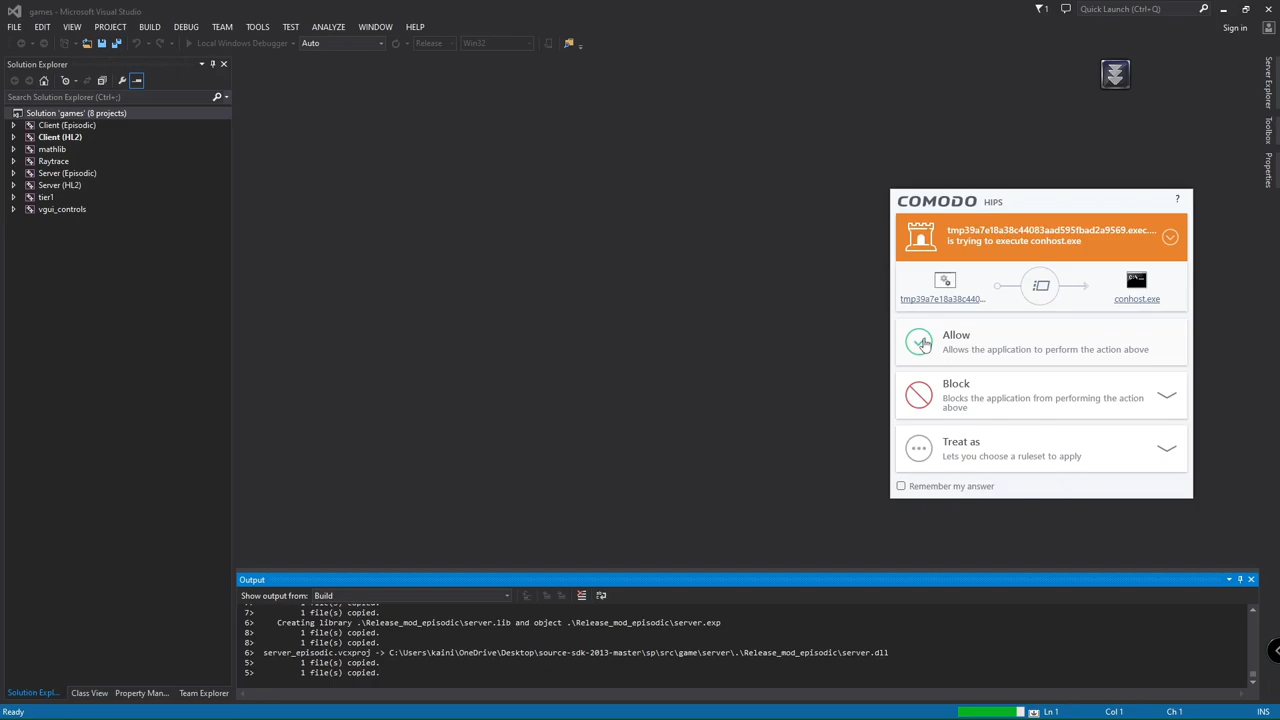 games - Microsoft Visual Studio
1
Quick Launch (Ctrl+Q)
FILE EDIT VIEW PROJECT BUILD DEBUG TEAM TOOLS TEST ANALYZE WINDOW HELP
Sign in
Local Windows Debugger Auto Release Win32
Solution Explorer
Search Solution Explorer (Ctrl+;)
Solution 'games' (8 projects)
Client (Episodic)
Client (HL2)
mathlib
Raytrace
Server (Episodic)
Server (HL2)
tier1
vgui_controls
Server Explorer
Toolbox
Properties
COMODO HIPS ?
tmp39a7e18a38c44083aad595fbad2a9569.exec....
is trying to execute conhost.exe
tmp39a7e18a38c440... conhost.exe
Allow
Allows the application to perform the action above
Block
Blocks the application from performing the action
above
Treat as
Lets you choose a ruleset to apply
Remember my answer
Output
Show output from: Build
7> 1 file(s) copied.
6> Creating library .\Release_mod_episodic\server.lib and object .\Release_mod_episodic\server.exp
8> 1 file(s) copied.
8> 1 file(s) copied.
6> server_episodic.vcxproj -> C:\Users\kaini\OneDrive\Desktop\source-sdk-2013-master\sp\src\game\server\.\Release_mod_episodic\server.dll
5> 1 file(s) copied.
5> 1 file(s) copied.
Solution Expl... Class View Property Man... Team Explorer
Ready Ln 1 Col 1 Ch 1 INS